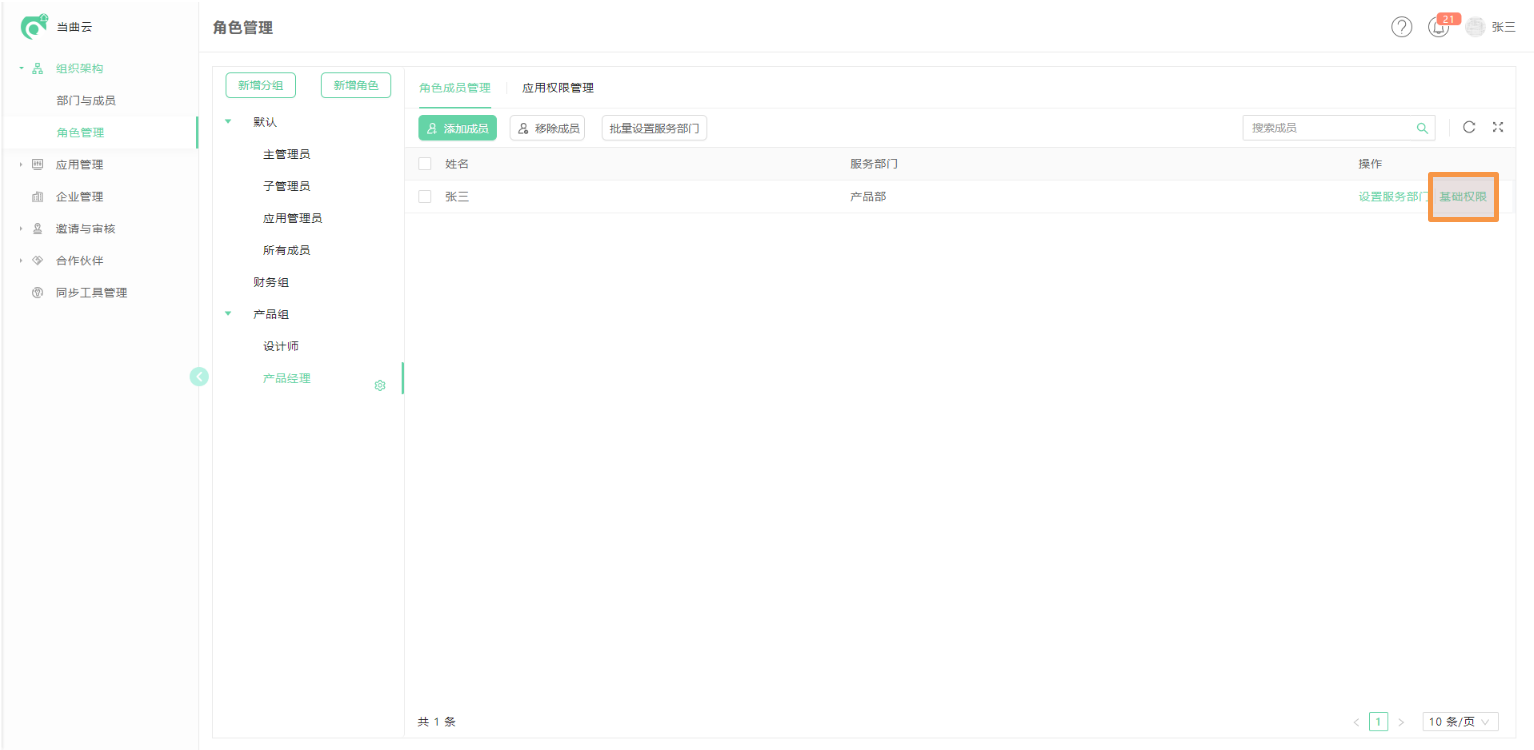 当曲云
组织架构
部门与成员
角色管理
应用管理
企业管理
邀请与审核
合作伙伴
同步工具管理
角色管理
21
张三
新增分组
新增角色
默认
主管理员
子管理员
应用管理员
所有成员
财务组
产品组
设计师
产品经理
角色成员管理
应用权限管理
添加成员
移除成员
批量设置服务部门
搜索成员
姓名
服务部门
操作
张三
产品部
设置服务部门
基础权限
共 1 条
1
10 条/页